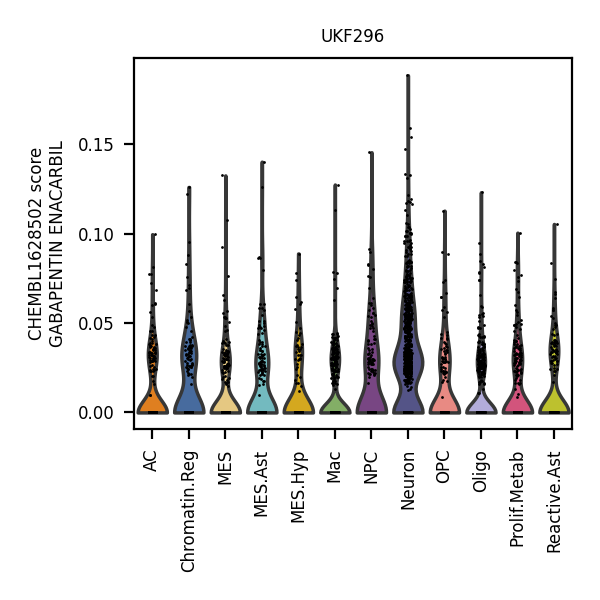 UKF296
CHEMBL1628502 score
GABAPENTIN ENACARBIL
0.15
0.10
0.05
0.00
AC
Chromatin.Reg
MES
MES.Ast
MES.Hyp
Mac
NPC
Neuron
OPC
Oligo
Prolif.Metab
Reactive.Ast